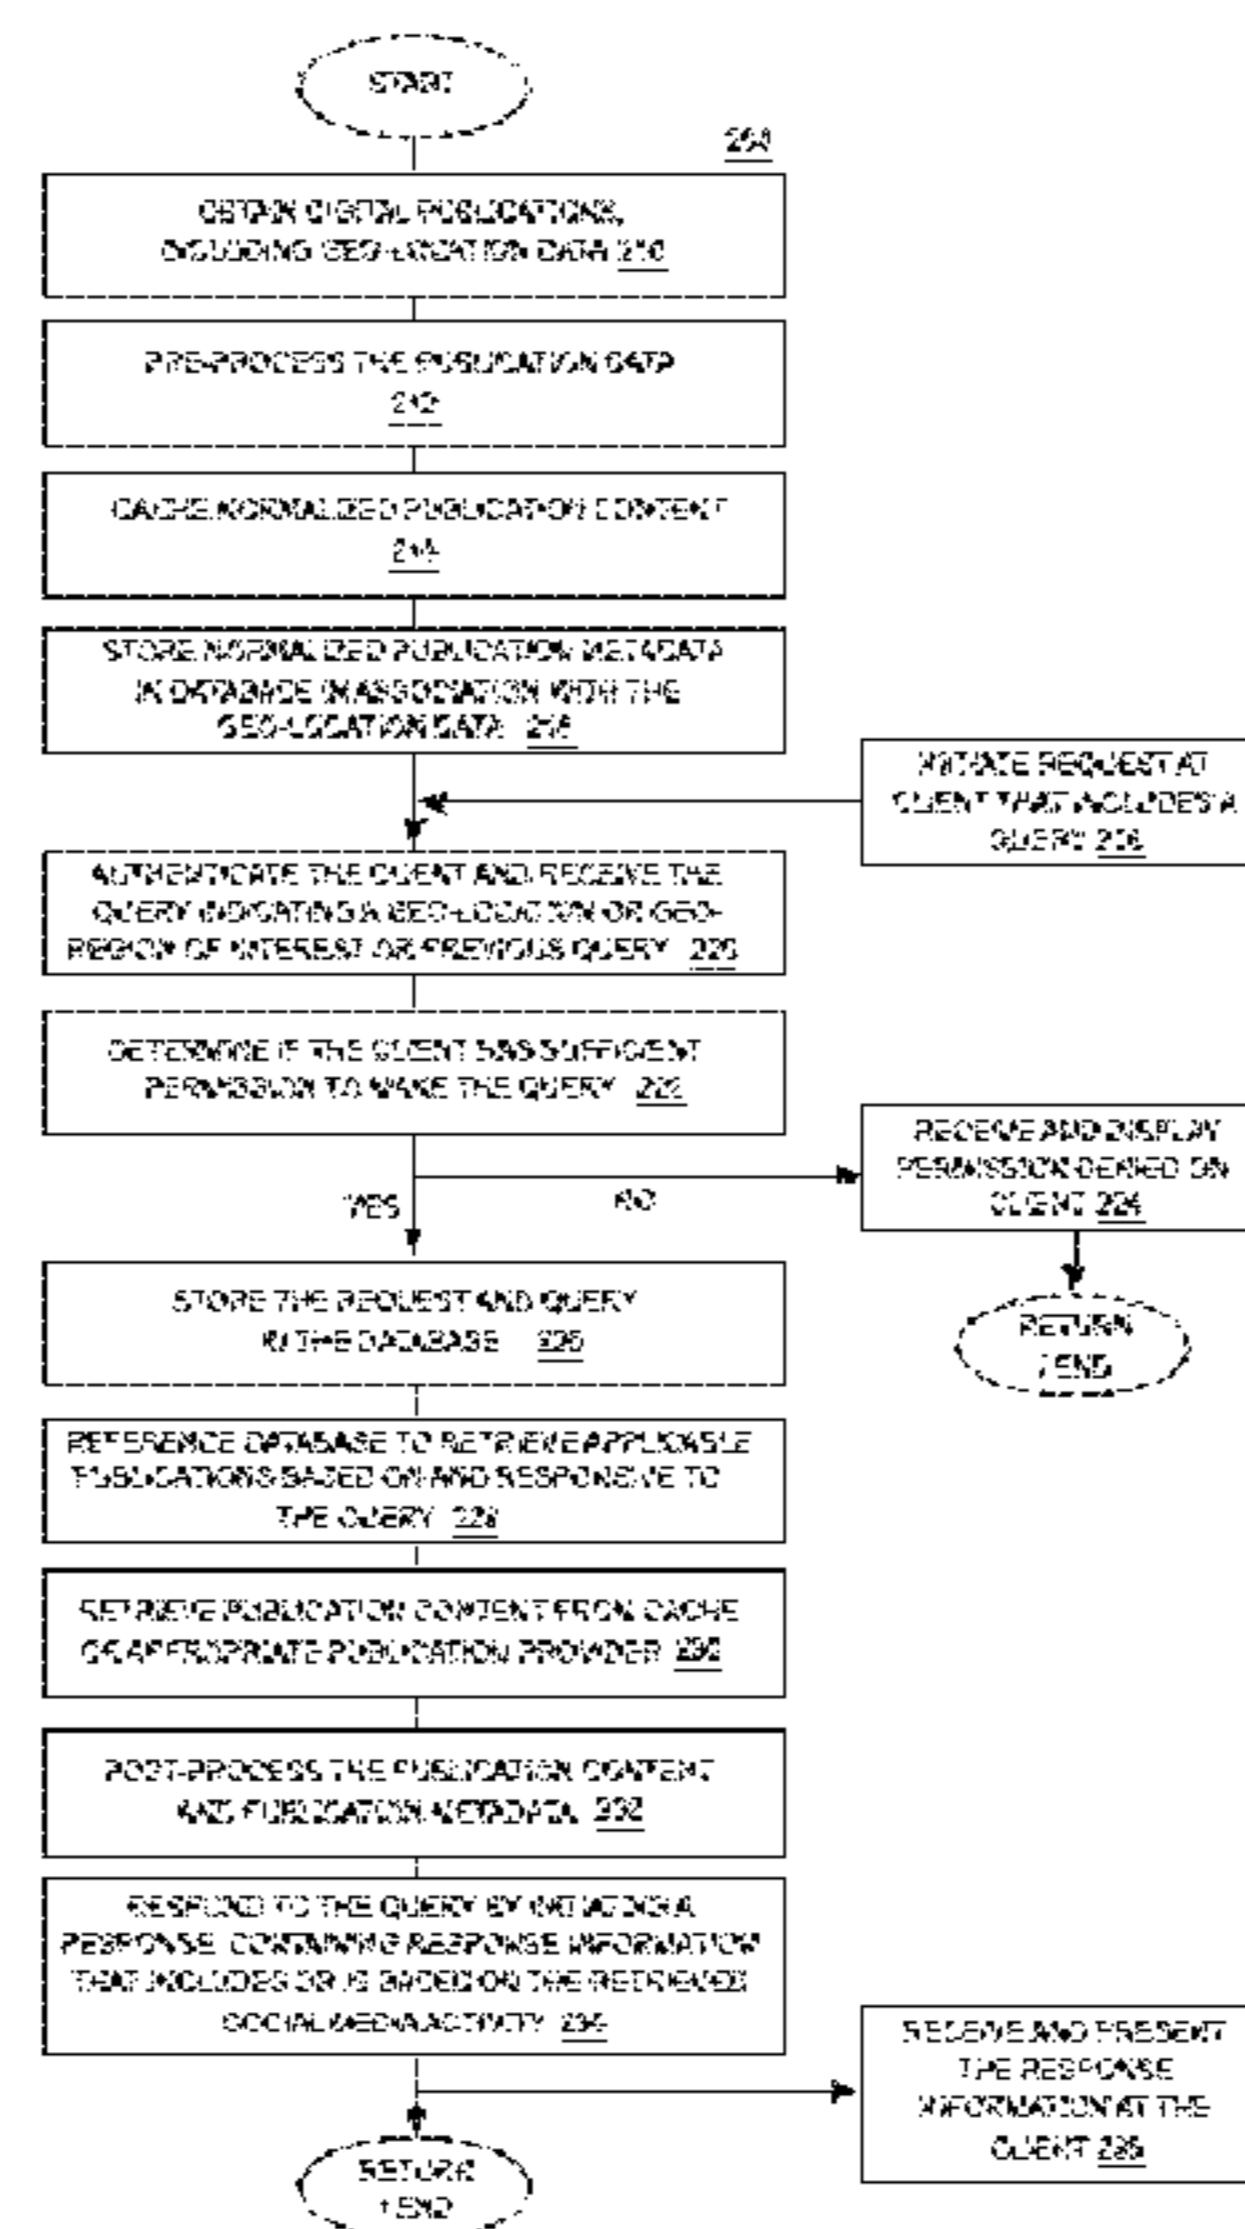 START
OBTAIN DIGITAL PUBLICATIONS,
INCLUDING GEO-LOCATION DATA 210
PRE-PROCESS THE PUBLICATION DATA
212
CACHE NORMALIZED PUBLICATION CONTENT
214
STORE NORMALIZED PUBLICATION METADATA
IN DATABASE IN ASSOCIATION WITH THE
GEO-LOCATION DATA
INITIATE REQUEST AT
CLIENT THAT INCLUDES A
QUERY
AUTHENTICATE THE CLIENT AND RECEIVE THE
QUERY INDICATING A GEO-LOCATION OR GEO-
REGION OF INTEREST OR PREVIOUS QUERY 220
DETERMINE IF THE CLIENT HAS SUFFICIENT
PERMISSION TO MAKE THE QUERY 222
RECEIVE AND DISPLAY
PERMISSION DENIED ON
CLIENT 224
YES
NO
STORE THE REQUEST AND QUERY
IN THE DATABASE
RETURN
/ END
REFERENCE DATABASE TO RETRIEVE APPLICABLE
PUBLICATIONS BASED ON AND RESPONSIVE TO
THE QUERY 228
RETRIEVE PUBLICATION CONTENT FROM CACHE
OR APPROPRIATE PUBLICATION PROVIDER 230
POST-PROCESS THE PUBLICATION CONTENT
AND PUBLICATION METADATA 232
RESPOND TO THE QUERY BY INITIATING A
RESPONSE CONTAINING RESPONSE INFORMATION
THAT INCLUDES OR IS BASED ON THE RETRIEVED
SOCIAL MEDIA ACTIVITY
RECEIVE AND PRESENT
THE RESPONSE
INFORMATION AT THE
CLIENT
RETURN
/ END